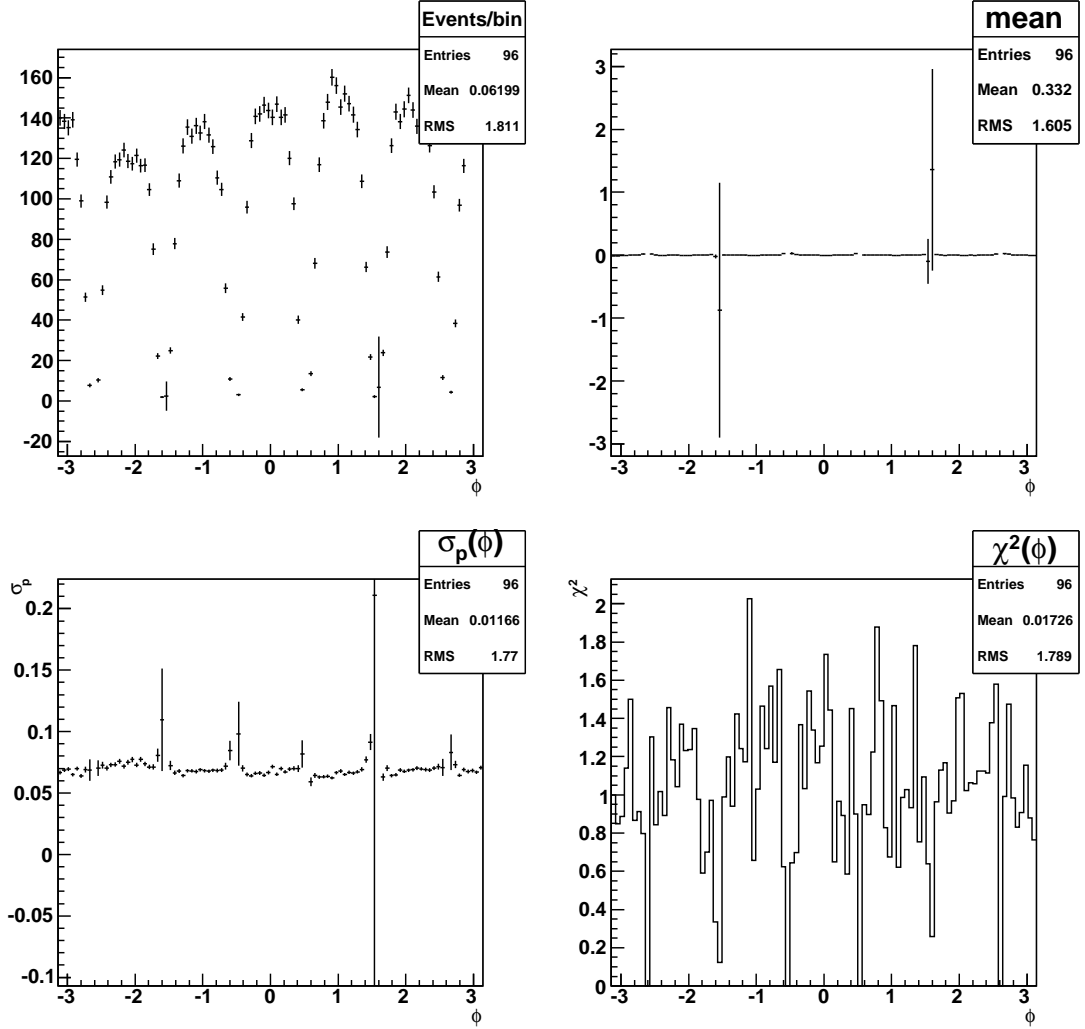 Events/bin
Entries 96
Mean 0.06199
RMS 1.811
160
140
120
100
80
60
40
20
0
-20
-3 -2 -1 0 1 2 3
ϕ
mean
Entries 96
Mean 0.332
RMS 1.605
3
2
1
0
-1
-2
-3
-3 -2 -1 0 1 2 3
ϕ
σp(ϕ)
Entries 96
Mean 0.01166
RMS 1.77
σp
0.2
0.15
0.1
0.05
0
-0.05
-0.1
-3 -2 -1 0 1 2 3
ϕ
χ²(ϕ)
Entries 96
Mean 0.01726
RMS 1.789
χ²
2
1.8
1.6
1.4
1.2
1
0.8
0.6
0.4
0.2
0
-3 -2 -1 0 1 2 3
ϕ